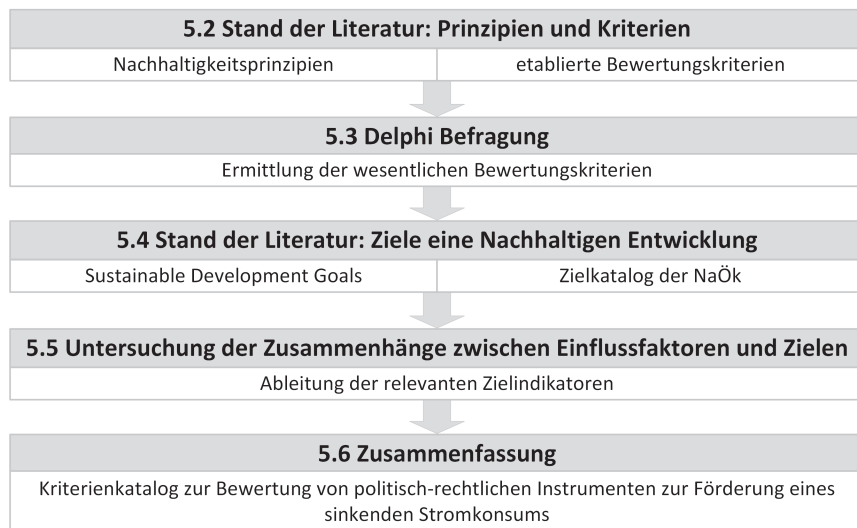 5.2 Stand der Literatur: Prinzipien und Kriterien
Nachhaltigkeitsprinzipien
etablierte Bewertungskriterien
5.3 Delphi Befragung
Ermittlung der wesentlichen Bewertungskriterien
5.4 Stand der Literatur: Ziele eine Nachhaltigen Entwicklung
Sustainable Development Goals
Zielkatalog der NaÖk
5.5 Untersuchung der Zusammenhänge zwischen Einflussfaktoren und Zielen
Ableitung der relevanten Zielindikatoren
5.6 Zusammenfassung
Kriterienkatalog zur Bewertung von politisch-rechtlichen Instrumenten zur Förderung eines
sinkenden Stromkonsums